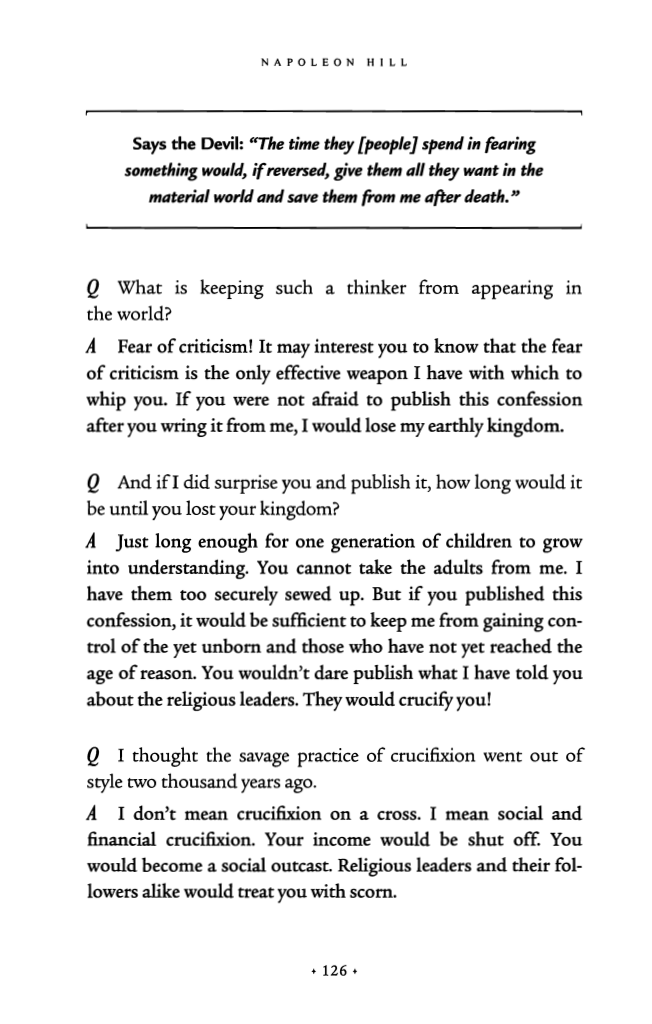 NAPOLEON HILL
Says the Devil: “The time they [people] spend in fearing
something would, if reversed, give them all they want in the
material world and save them from me after death.”
Q What is keeping such a thinker from appearing in
the world?
A Fear of criticism! It may interest you to know that the fear
of criticism is the only effective weapon I have with which to
whip you. If you were not afraid to publish this confession
after you wring it from me, I would lose my earthly kingdom.
Q And if I did surprise you and publish it, how long would it
be until you lost your kingdom?
A Just long enough for one generation of children to grow
into understanding. You cannot take the adults from me. I
have them too securely sewed up. But if you published this
confession, it would be sufficient to keep me from gaining con-
trol of the yet unborn and those who have not yet reached the
age of reason. You wouldn’t dare publish what I have told you
about the religious leaders. They would crucify you!
Q I thought the savage practice of crucifixion went out of
style two thousand years ago.
A I don’t mean crucifixion on a cross. I mean social and
financial crucifixion. Your income would be shut off. You
would become a social outcast. Religious leaders and their fol-
lowers alike would treat you with scorn.
• 126 •